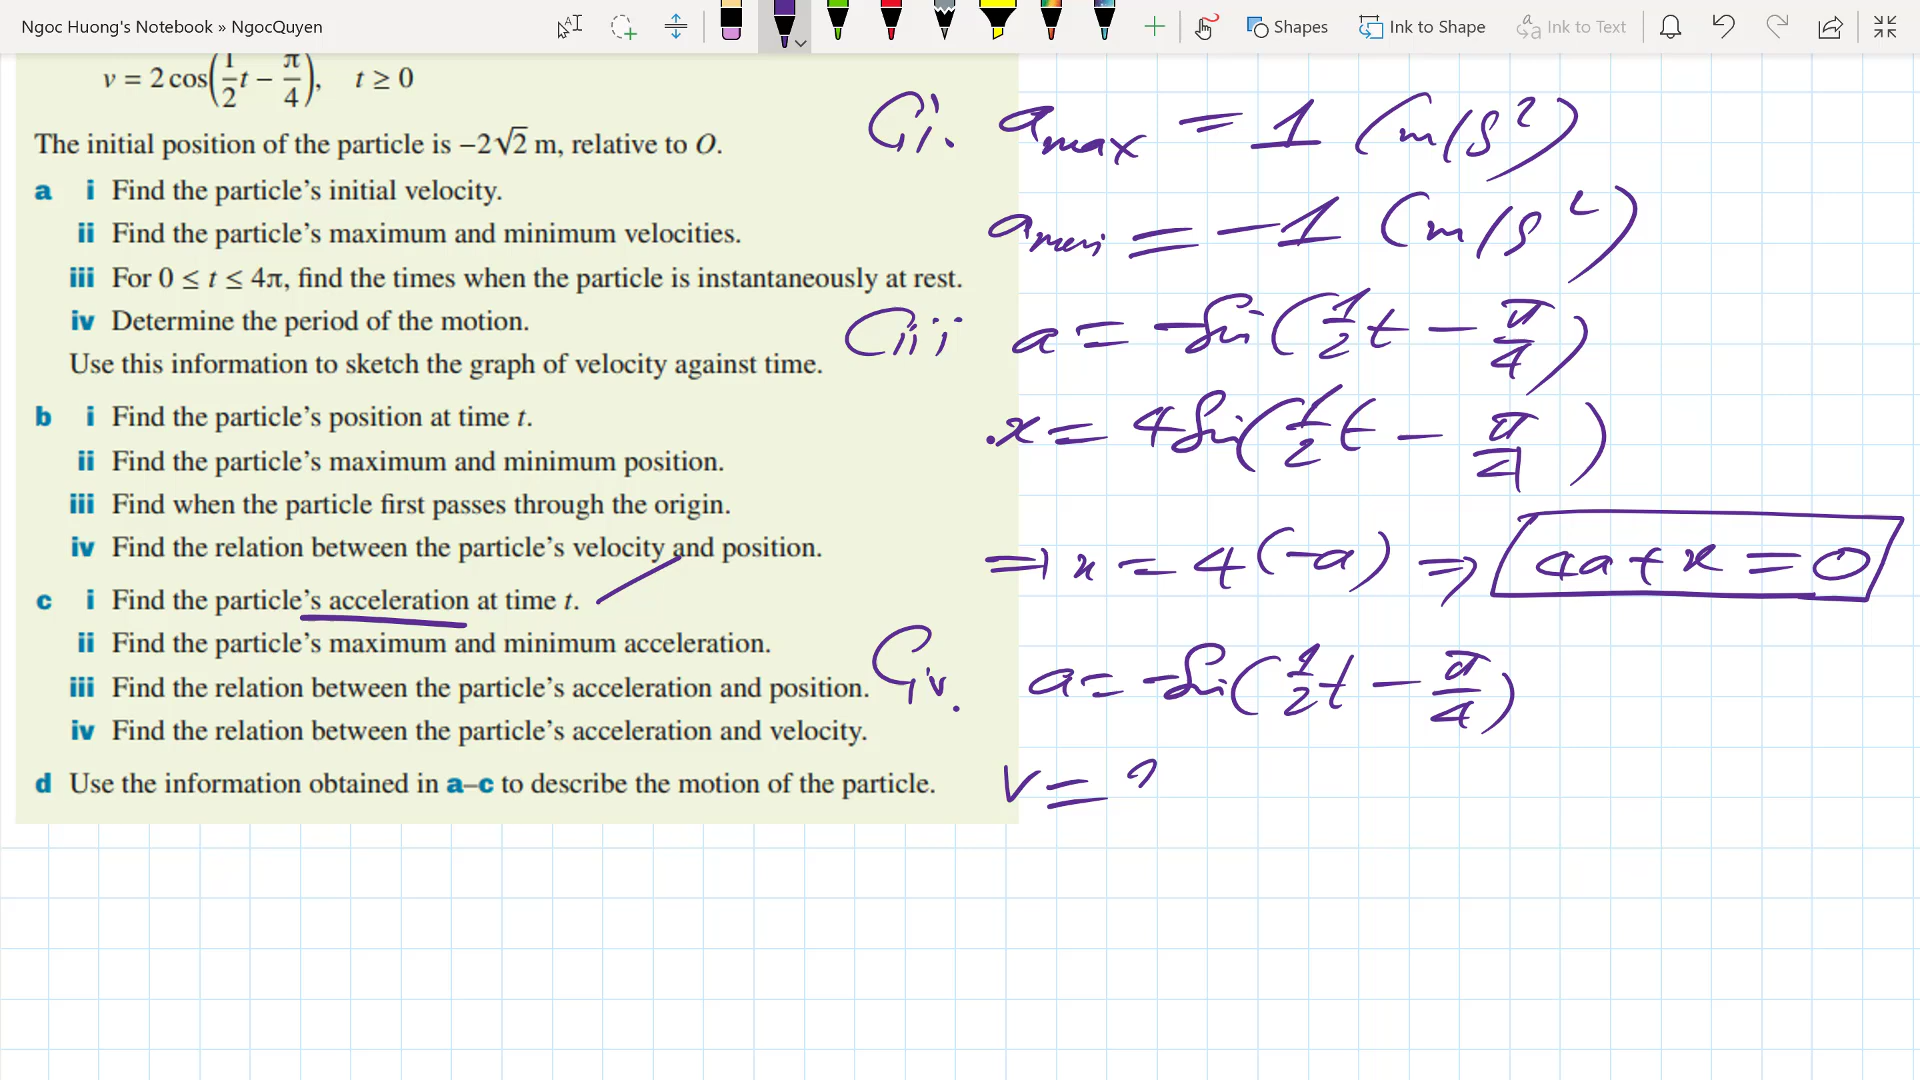 Ngoc Huong's Notebook » NgocQuyen
Shapes
Ink to Shape
Ink to Text
v = 2 cos(1/2 t − π/4), t ≥ 0
The initial position of the particle is −2√2 m, relative to O.
a i Find the particle's initial velocity.
ii Find the particle's maximum and minimum velocities.
iii For 0 ≤ t ≤ 4π, find the times when the particle is instantaneously at rest.
iv Determine the period of the motion.
Use this information to sketch the graph of velocity against time.
b i Find the particle's position at time t.
ii Find the particle's maximum and minimum position.
iii Find when the particle first passes through the origin.
iv Find the relation between the particle's velocity and position.
c i Find the particle's acceleration at time t.
ii Find the particle's maximum and minimum acceleration.
iii Find the relation between the particle's acceleration and position.
iv Find the relation between the particle's acceleration and velocity.
d Use the information obtained in a–c to describe the motion of the particle.
a max = 1 (m/s²)
a min = −1 (m/s²)
Ciii a = −sin(1/2 t − π/4)
x = 4 sin(1/2 t − π/4)
⇒ x = 4(−a) ⇒ 4a + x = 0
Civ. a = −sin(1/2 t − π/4)
v =